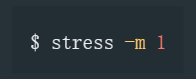 $ stress -m 1